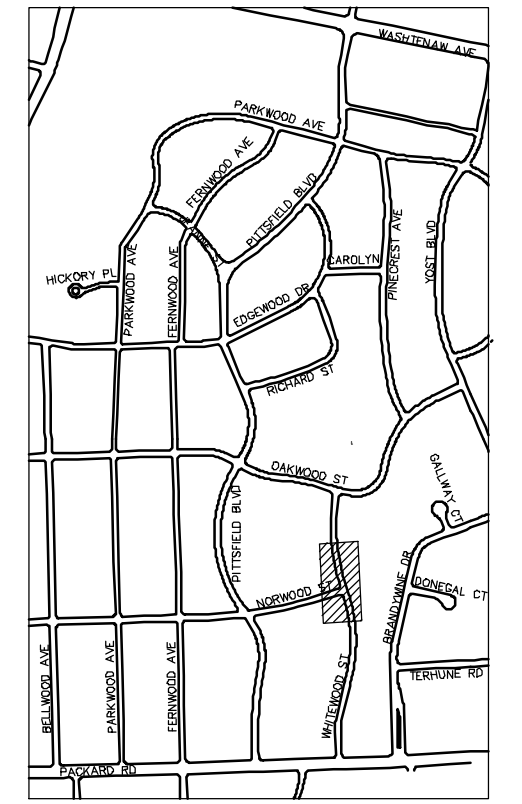 WASHTENAW AVE
PARKWOOD AVE
FERNWOOD AVE
PITTSFIELD BLVD
PINECREST AVE
YOST BLVD
CAROLYN
HICKORY PL
PARKWOOD AVE
FERNWOOD AVE
EDGEWOOD DR
RICHARD ST
OAKWOOD ST
GALLWAY CT
PITTSFIELD BLVD
NORWOOD ST
BRANDYWINE DR
DONEGAL CT
BELLWOOD AVE
PARKWOOD AVE
FERNWOOD AVE
WHITEWOOD ST
TERHUNE RD
PACKARD RD